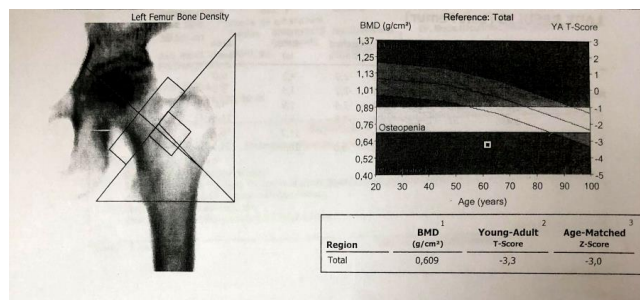 Left Femur Bone Density
Reference: Total
BMD (g/cm²)
YA T-Score
1,37
1,25
1,13
1,01
0,89
0,76
0,64
0,52
0,40
3
2
1
0
-1
-2
-3
-4
-5
Osteopenia
20 30 40 50 60 70 80 90 100
Age (years)
1 2 3
BMD Young-Adult Age-Matched
Region (g/cm²) T-Score Z-Score
Total 0,609 -3,3 -3,0